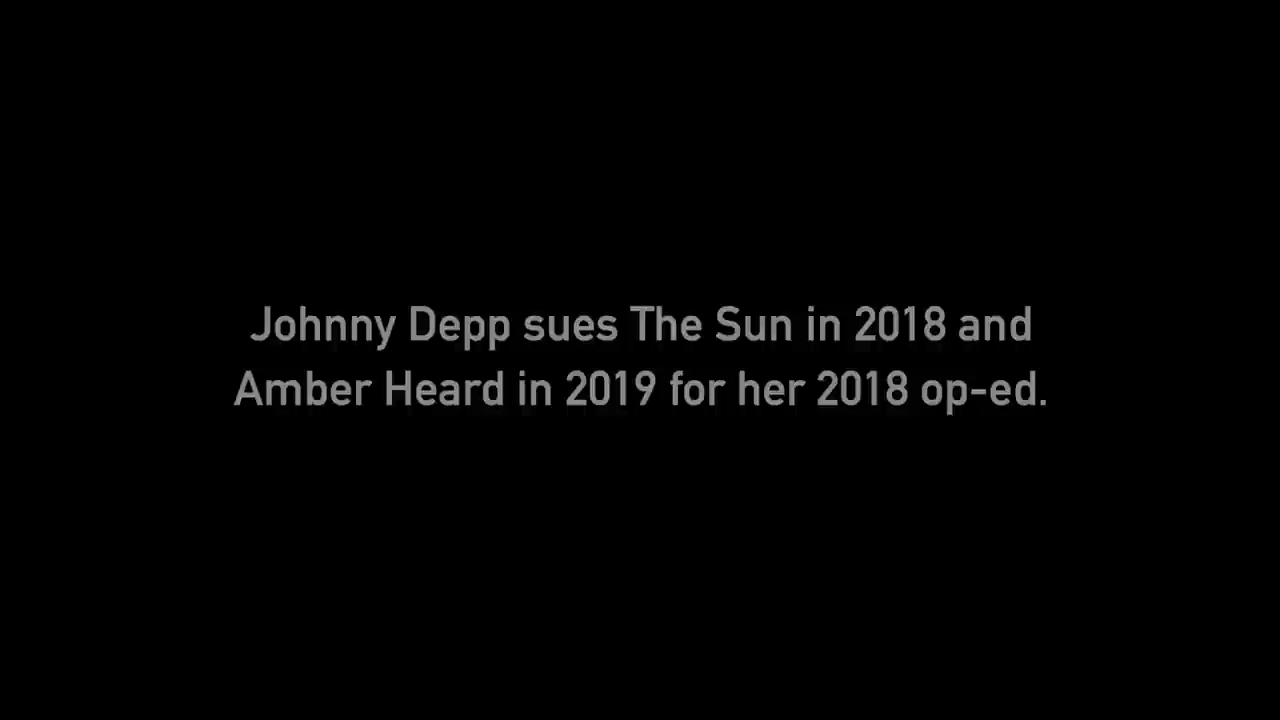 Johnny Depp sues The Sun in 2018 and
Amber Heard in 2019 for her 2018 op-ed.